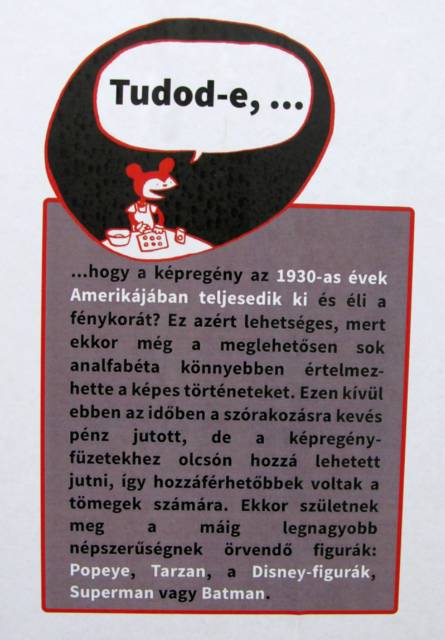 Tudod-e, ...
...hogy a képregény az 1930-as évek
Amerikájában teljesedik ki és éli a
fénykorát? Ez azért lehetséges, mert
ekkor még a meglehetősen sok
analfabéta könnyebben értelmez-
hette a képes történeteket. Ezen kívül
ebben az időben a szórakozásra kevés
pénz jutott, de a képregény-
füzetekhez olcsón hozzá lehetett
jutni, így hozzáférhetőbbek voltak a
tömegek számára. Ekkor születnek
meg a máig legnagyobb
népszerűségnek örvendő figurák:
Popeye, Tarzan, a Disney-figurák,
Superman vagy Batman.